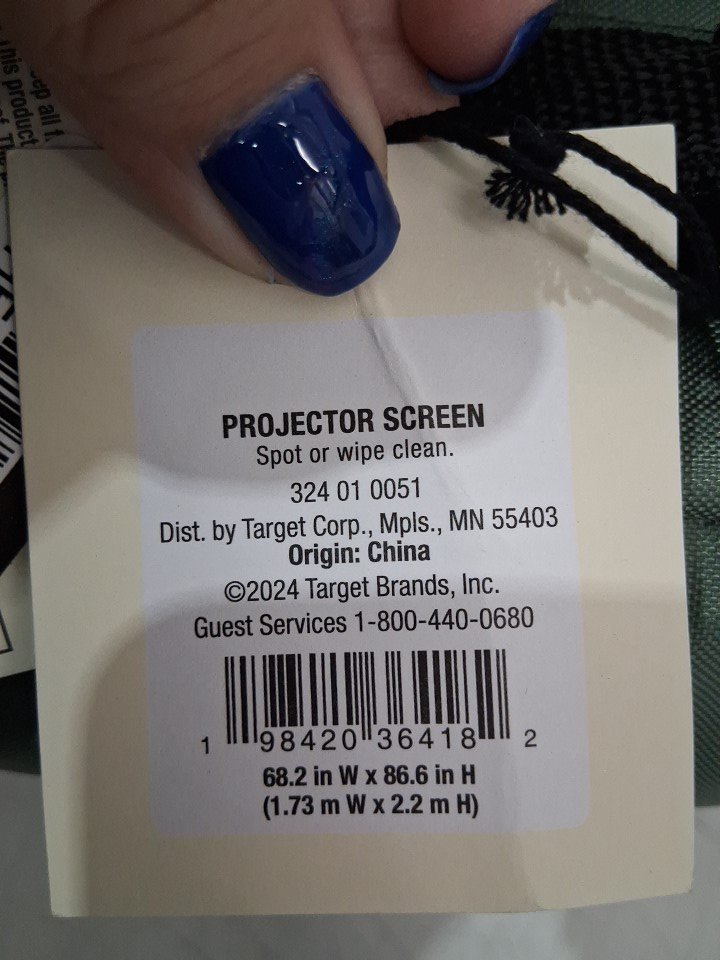 this product
PROJECTOR SCREEN
Spot or wipe clean.
324 01 0051
Dist. by Target Corp., Mpls., MN 55403
Origin: China
©2024 Target Brands, Inc.
Guest Services 1-800-440-0680
1 98420 36418 2
68.2 in W x 86.6 in H
(1.73 m W x 2.2 m H)